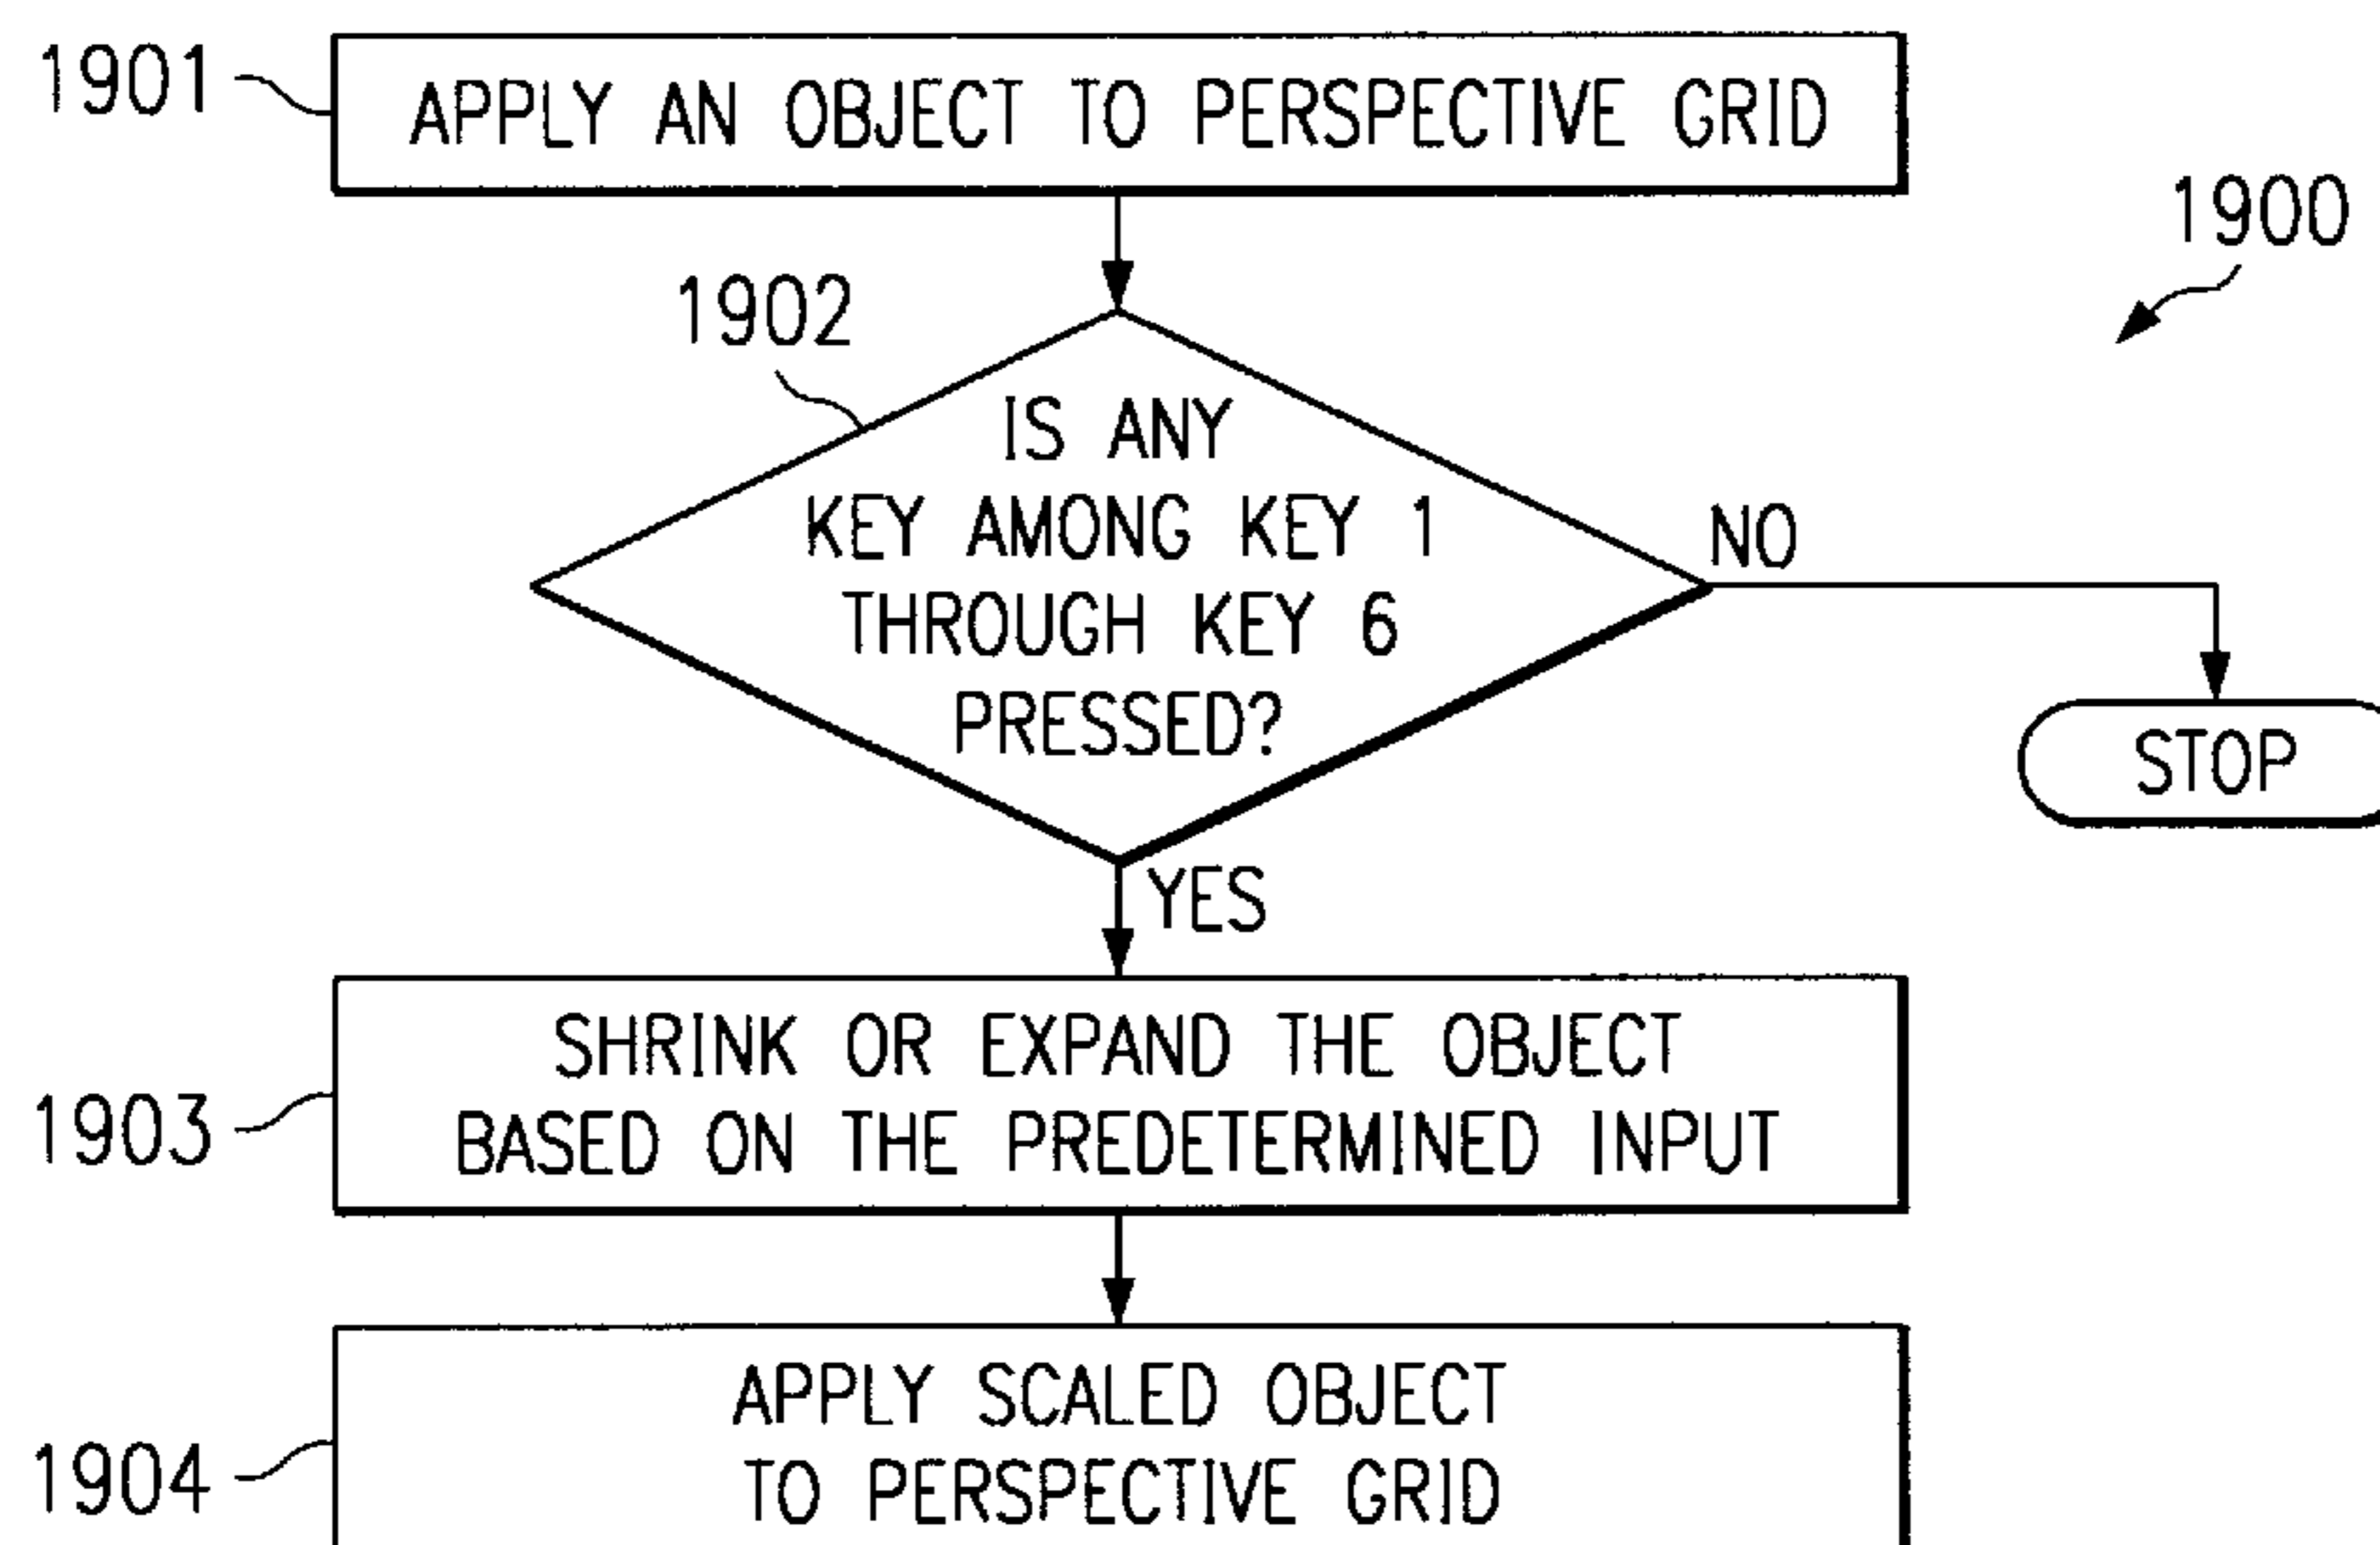 1901
APPLY AN OBJECT TO PERSPECTIVE GRID
1900
1902
IS ANY
KEY AMONG KEY 1
THROUGH KEY 6
PRESSED?
NO
STOP
YES
1903
SHRINK OR EXPAND THE OBJECT
BASED ON THE PREDETERMINED INPUT
1904
APPLY SCALED OBJECT
TO PERSPECTIVE GRID